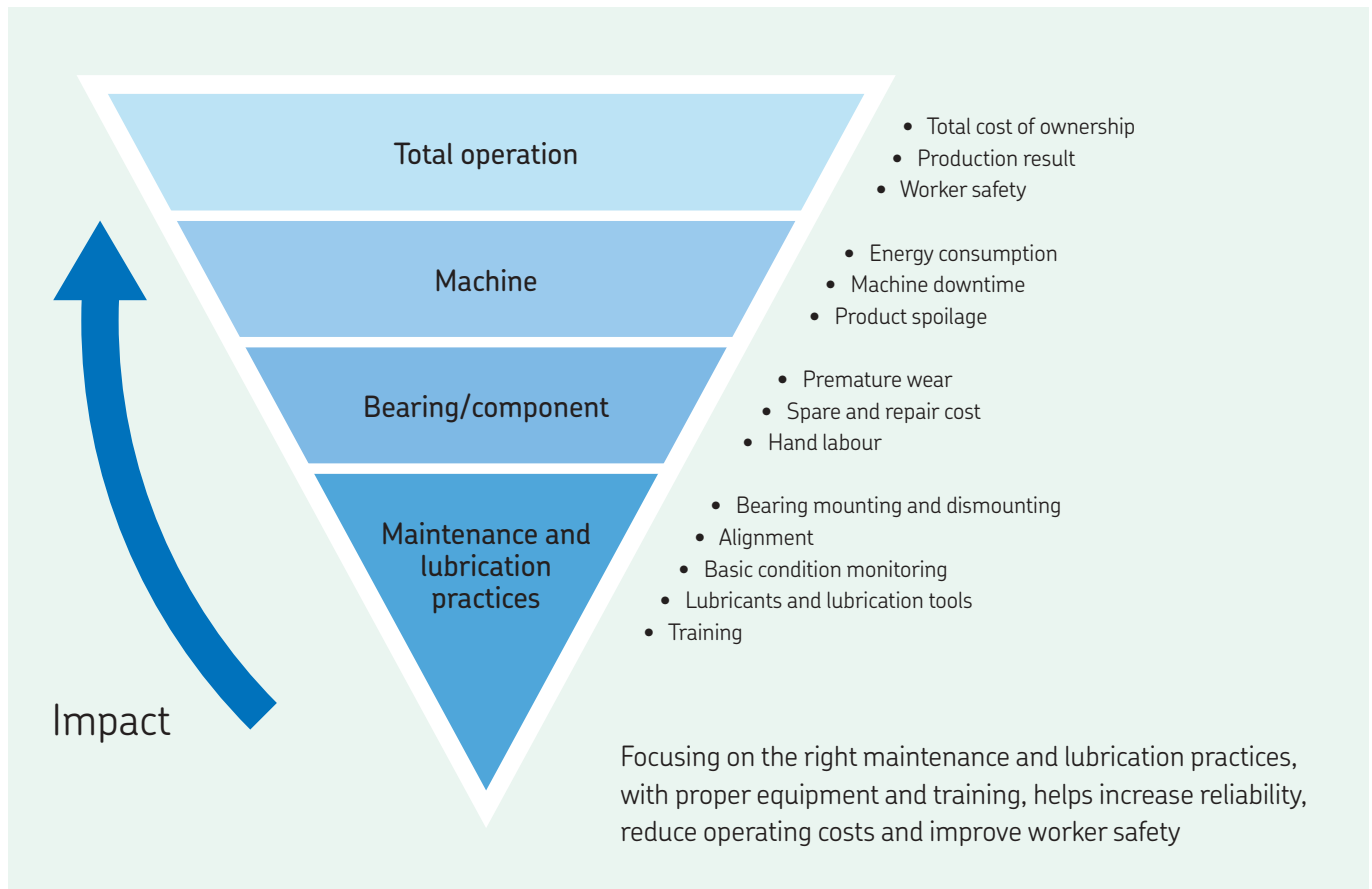 Total operation
• Total cost of ownership
• Production result
• Worker safety
Machine
• Energy consumption
• Machine downtime
• Product spoilage
Bearing/component
• Premature wear
• Spare and repair cost
• Hand labour
Maintenance and
lubrication
practices
• Bearing mounting and dismounting
• Alignment
• Basic condition monitoring
• Lubricants and lubrication tools
• Training
Impact
Focusing on the right maintenance and lubrication practices,
with proper equipment and training, helps increase reliability,
reduce operating costs and improve worker safety